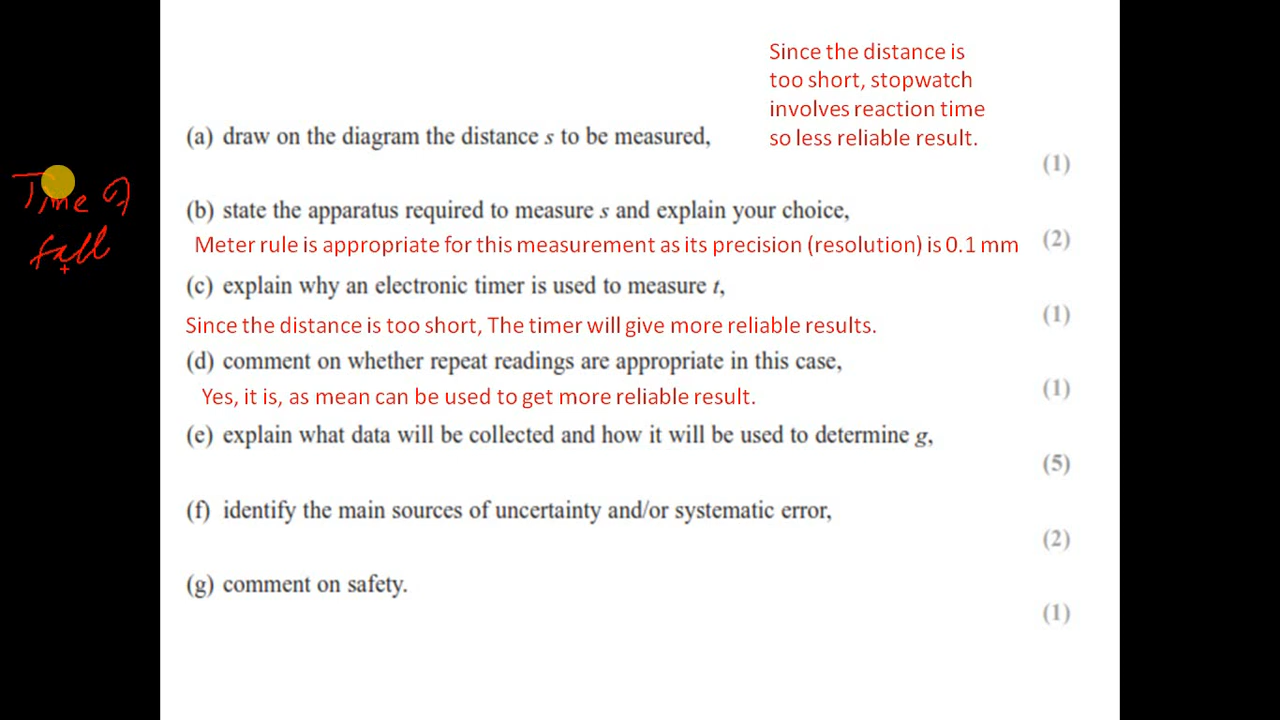 Since the distance is
too short, stopwatch
involves reaction time
so less reliable result.
(a) draw on the diagram the distance s to be measured,
(1)
Time of
fall
(b) state the apparatus required to measure s and explain your choice,
Meter rule is appropriate for this measurement as its precision (resolution) is 0.1 mm
(2)
(c) explain why an electronic timer is used to measure t,
Since the distance is too short, The timer will give more reliable results.
(1)
(d) comment on whether repeat readings are appropriate in this case,
Yes, it is, as mean can be used to get more reliable result.
(1)
(e) explain what data will be collected and how it will be used to determine g,
(5)
(f) identify the main sources of uncertainty and/or systematic error,
(2)
(g) comment on safety.
(1)